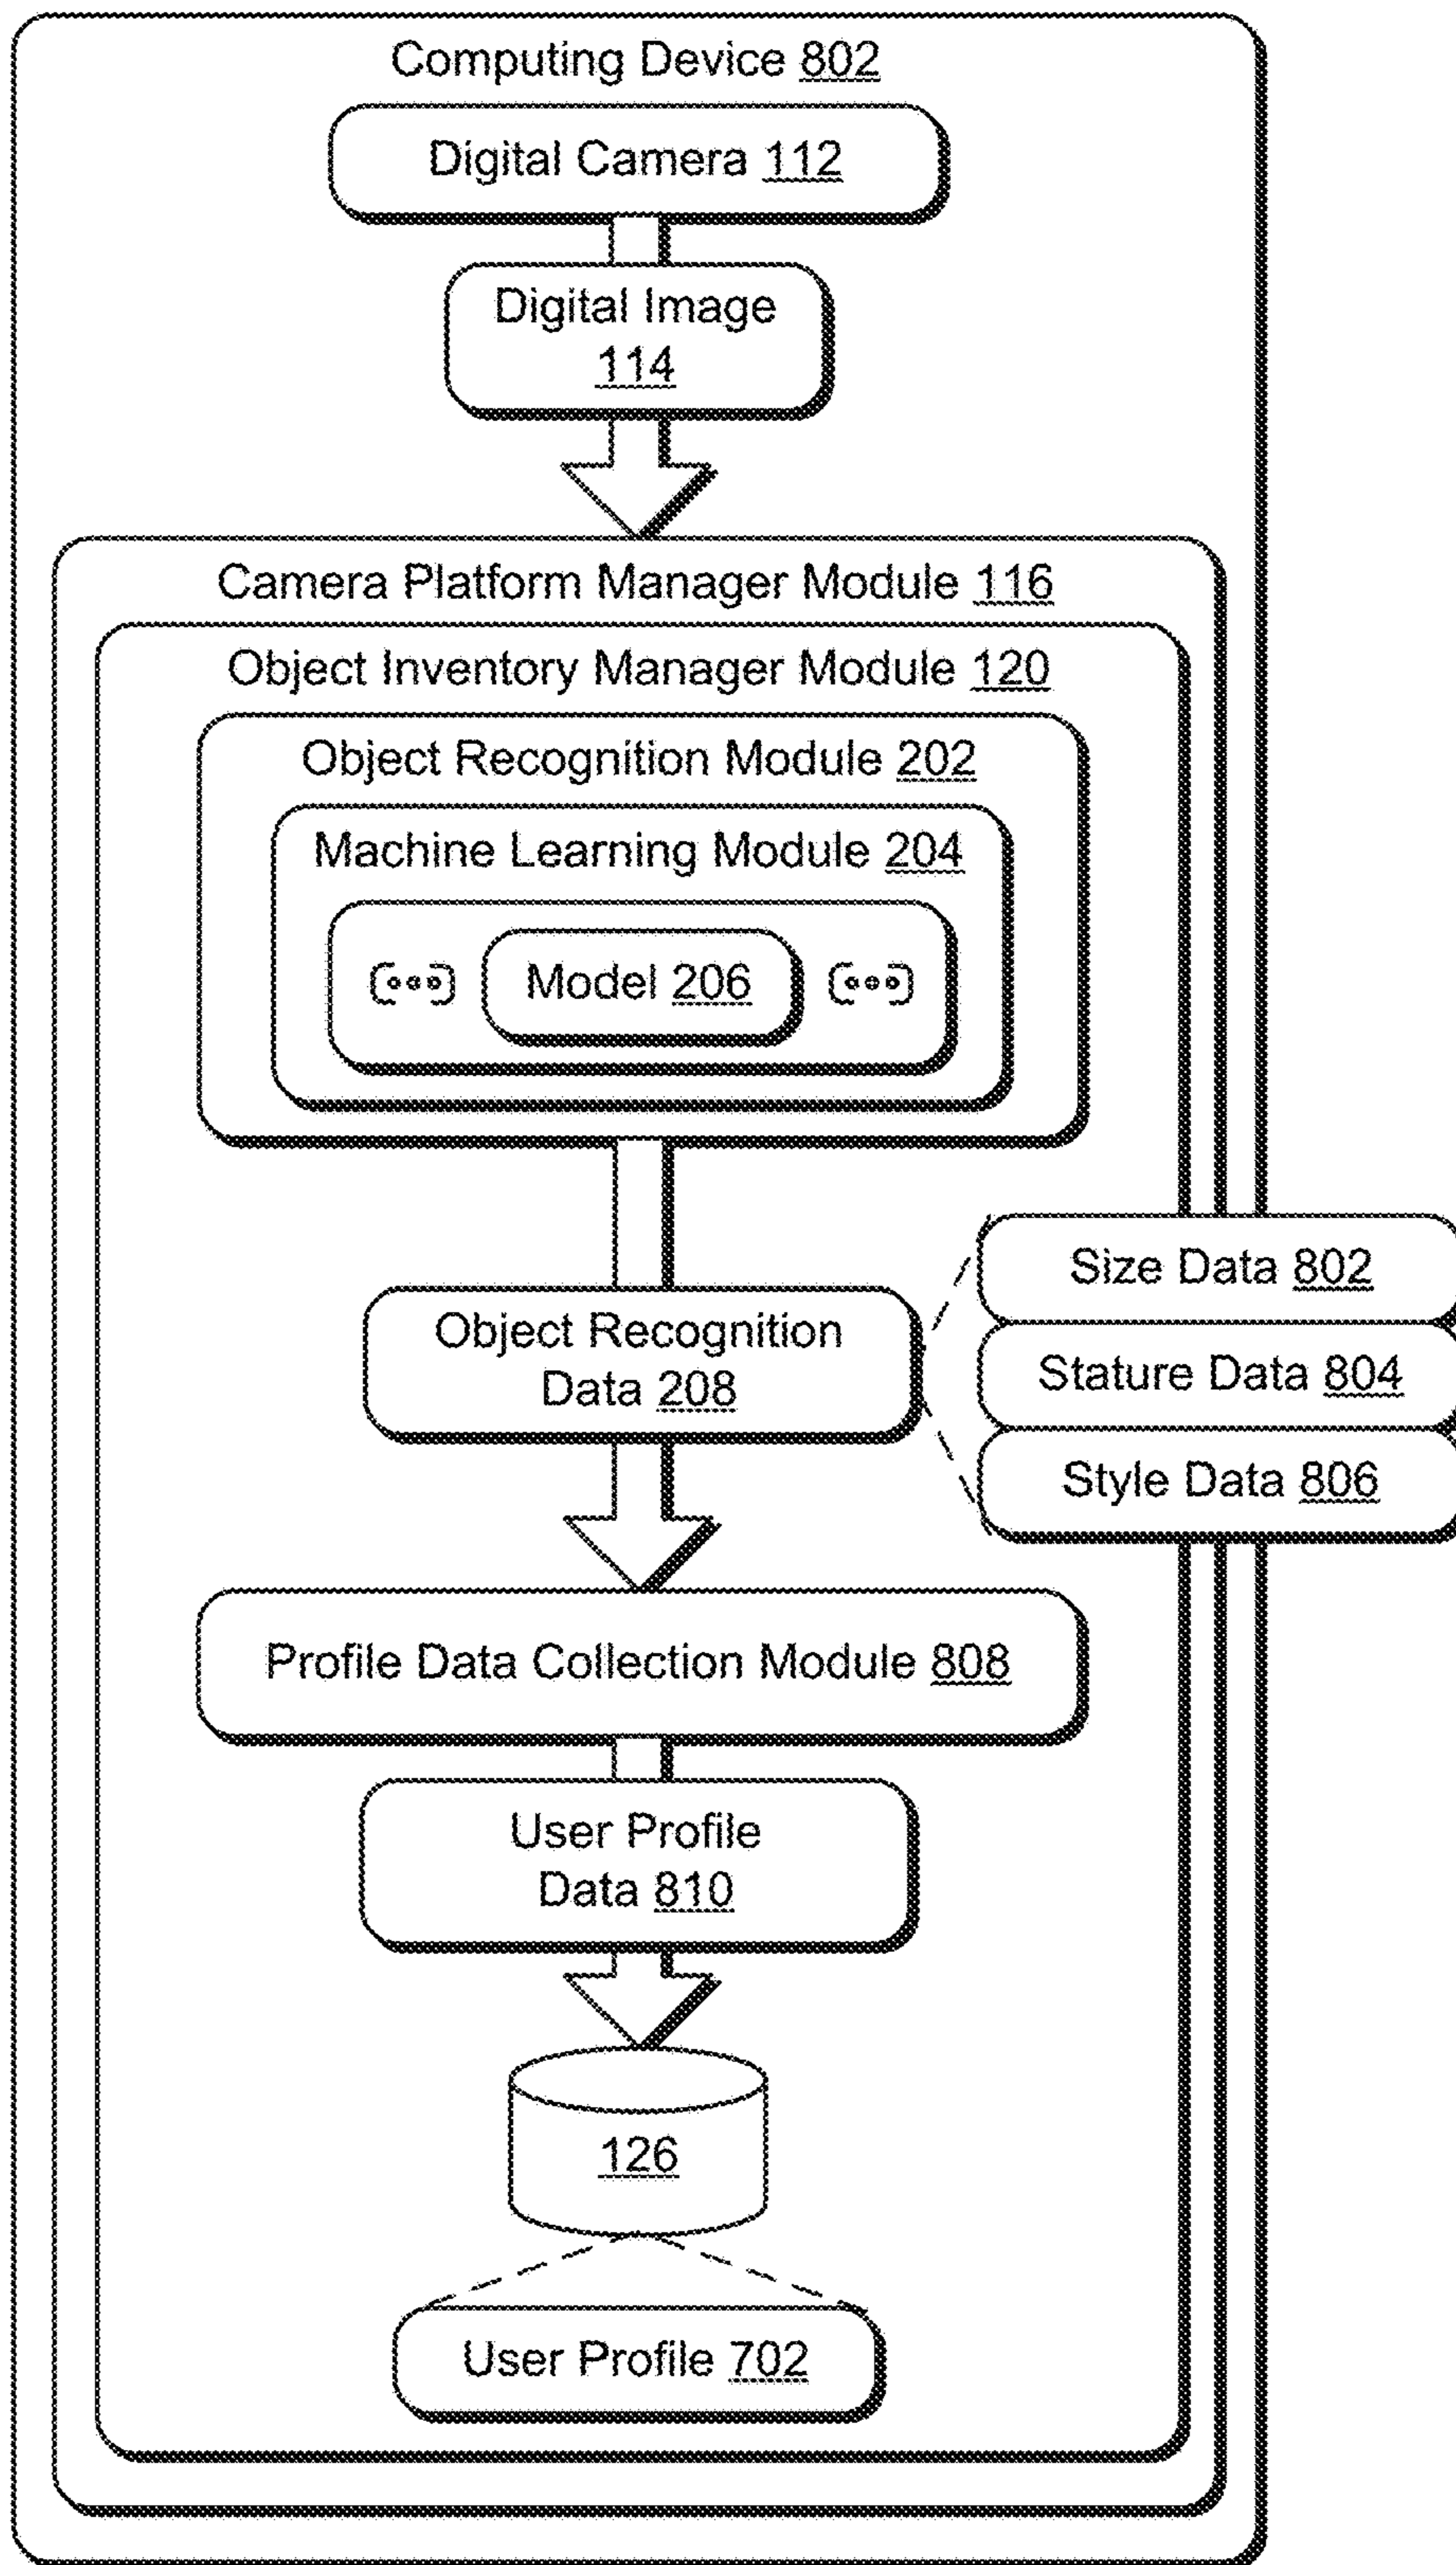 Computing Device 802
Digital Camera 112
Digital Image
114
Camera Platform Manager Module 116
Object Inventory Manager Module 120
Object Recognition Module 202
Machine Learning Module 204
Model 206
Object Recognition
Data 208
Size Data 802
Stature Data 804
Style Data 806
Profile Data Collection Module 808
User Profile
Data 810
126
User Profile 702